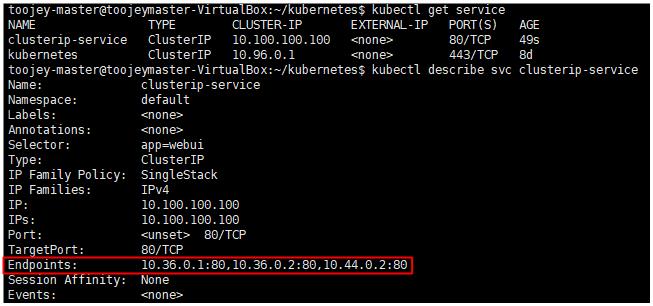 toojey-master@toojeymaster-VirtualBox:~/kubernetes$ kubectl get service
NAME                TYPE        CLUSTER-IP       EXTERNAL-IP   PORT(S)   AGE
clusterip-service   ClusterIP   10.100.100.100   <none>        80/TCP    49s
kubernetes          ClusterIP   10.96.0.1        <none>        443/TCP   8d
toojey-master@toojeymaster-VirtualBox:~/kubernetes$ kubectl describe svc clusterip-service
Name:              clusterip-service
Namespace:         default
Labels:            <none>
Annotations:       <none>
Selector:          app=webui
Type:              ClusterIP
IP Family Policy:  SingleStack
IP Families:       IPv4
IP:                10.100.100.100
IPs:               10.100.100.100
Port:              <unset>  80/TCP
TargetPort:        80/TCP
Endpoints:         10.36.0.1:80,10.36.0.2:80,10.44.0.2:80
Session Affinity:  None
Events:            <none>